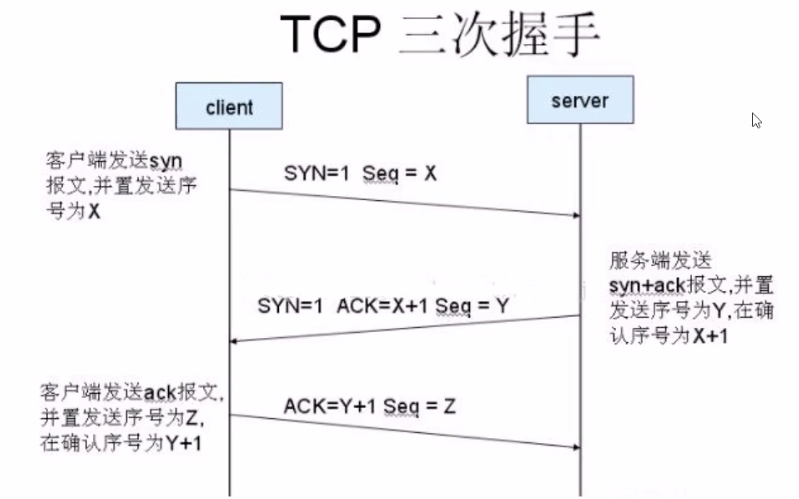 TCP 三次握手
client
server
客户端发送syn
报文,并置发送序
号为X
SYN=1 Seq = X
服务端发送
syn+ack报文,并置
发送序号为Y,在确
认序号为X+1
SYN=1 ACK=X+1 Seq = Y
客户端发送ack报文,
并置发送序号为Z,
在确认序号为Y+1
ACK=Y+1 Seq = Z